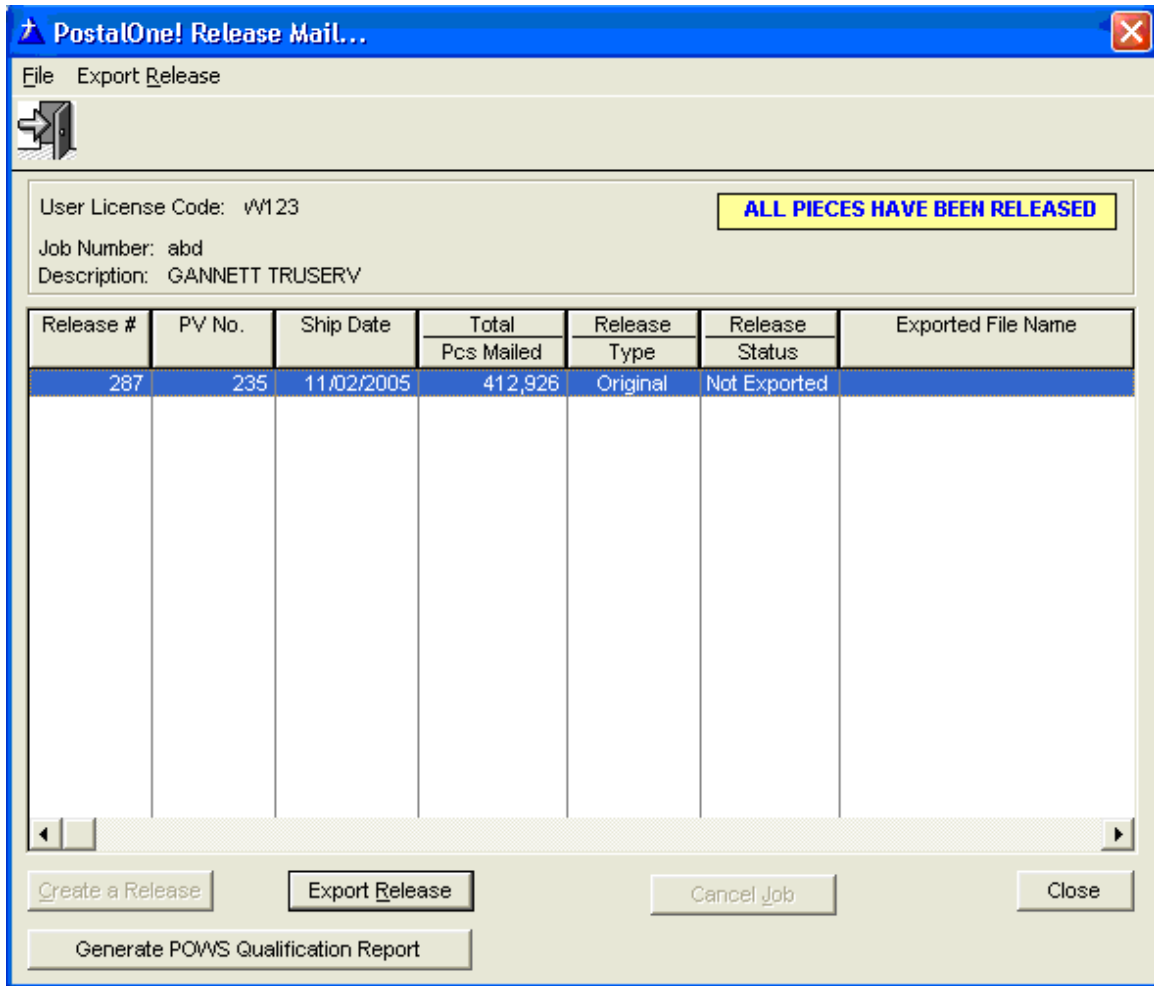 PostalOne! Release Mail...
File Export Release
User License Code: W123
ALL PIECES HAVE BEEN RELEASED
Job Number: abd
Description: GANNETT TRUSERV
Release # PV No. Ship Date Total Release Release Exported File Name
Pcs Mailed Type Status
287 235 11/02/2005 412,926 Original Not Exported
Create a Release Export Release Cancel Job Close
Generate POWS Qualification Report